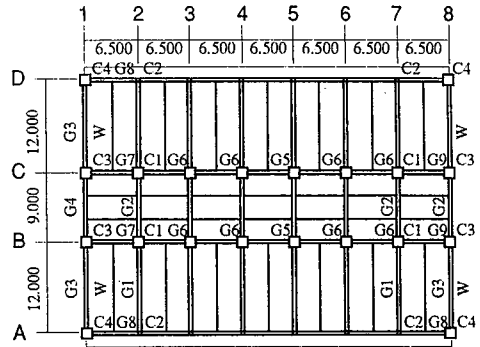 1 2 3 4 5 6 7 8
6.500 6.500 6.500 6.500 6.500 6.500 6.500
D C4 G8 C2 C2 C4
12.000 G3 W W
C3 G7 C1 G6 G6 G5 G6 G6 C1 G9 C3
C
9.000 G4 G2 G2 G2
C3 G7 C1 G6 G6 G5 G6 G6 C1 G9 C3
B
12.000 G3 W G1 G1 G3 W
C4 G8 C2 C2 G8 C4
A